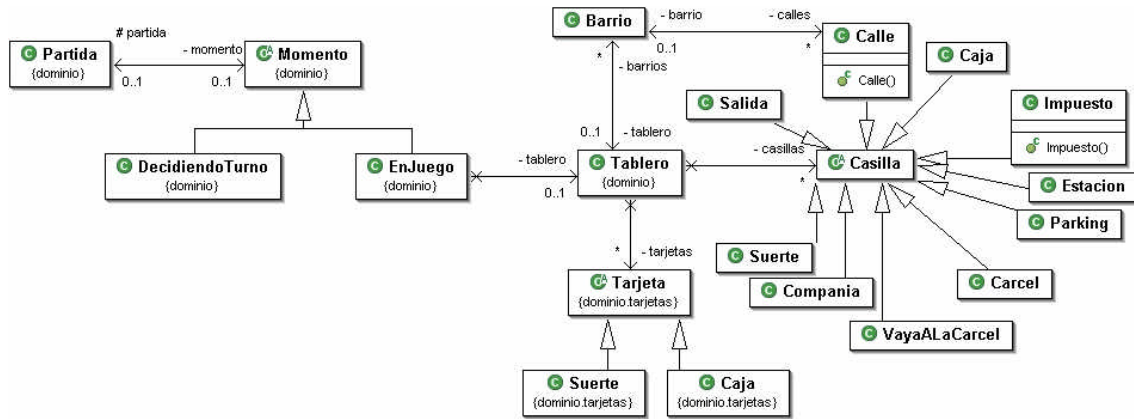 # partida
Partida
{dominio}
- momento
0..1
0..1
Momento
{dominio}
DecidiendoTurno
{dominio}
EnJuego
{dominio}
Barrio
- barrio
0..1
- calles
*
Calle
Calle()
Caja
*
- barrios
Salida
Impuesto
Impuesto()
0..1
- tablero
- tablero
0..1
Tablero
{dominio}
- casillas
*
Casilla
Estacion
Parking
*
- tarjetas
Suerte
Compania
Carcel
VayaALaCarcel
Tarjeta
{dominio.tarjetas}
Suerte
{dominio.tarjetas}
Caja
{dominio.tarjetas}